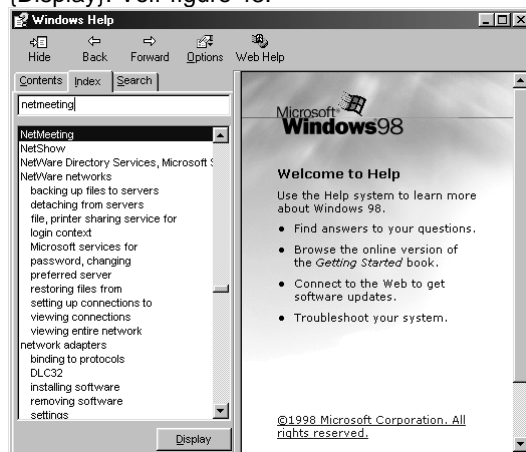 [Display]. Voir figure 48.
Windows Help
Hide Back Forward Options Web Help
Contents Index Search
netmeeting
NetMeeting
NetShow
NetWare Directory Services, Microsoft
NetWare networks
backing up files to servers
detaching from servers
file, printer sharing service for
login context
Microsoft services for
password, changing
preferred server
restoring files from
setting up connections to
viewing connections
viewing entire network
network adapters
binding to protocols
DLC32
installing software
removing software
settings
Display
Microsoft
Windows98
Welcome to Help
Use the Help system to learn more
about Windows 98.
• Find answers to your questions.
• Browse the online version of
the Getting Started book.
• Connect to the Web to get
software updates.
• Troubleshoot your system.
©1998 Microsoft Corporation. All
rights reserved.